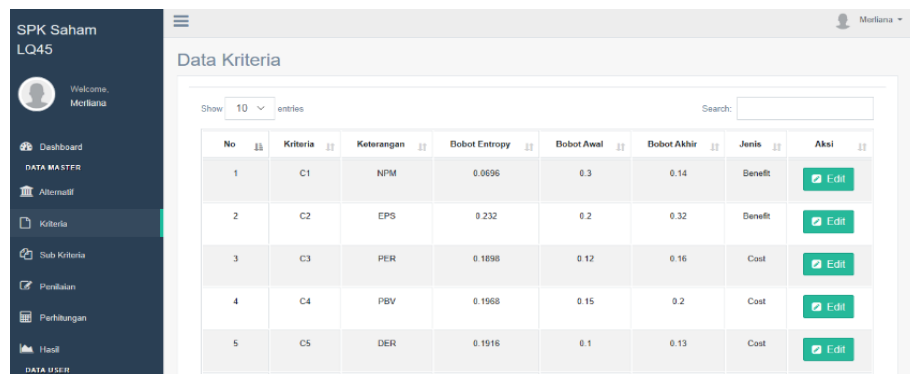 SPK Saham
LQ45
Welcome,
Merliana
Dashboard
DATA MASTER
Alternatif
Kriteria
Sub Kriteria
Penilaian
Perhitungan
Hasil
DATA USER
Merliana
Data Kriteria
Show 10 entries
Search:
No Kriteria Keterangan Bobot Entropy Bobot Awal Bobot Akhir Jenis Aksi
1 C1 NPM 0.0696 0.3 0.14 Benefit Edit
2 C2 EPS 0.232 0.2 0.32 Benefit Edit
3 C3 PER 0.1898 0.12 0.16 Cost Edit
4 C4 PBV 0.1968 0.15 0.2 Cost Edit
5 C5 DER 0.1916 0.1 0.13 Cost Edit